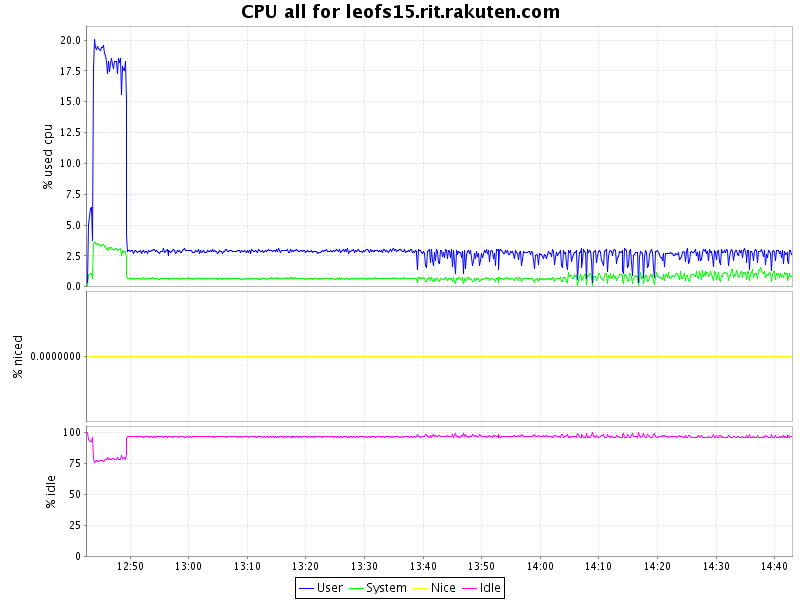 CPU all for leofs15.rit.rakuten.com
% used cpu
20.0
17.5
15.0
12.5
10.0
7.5
5.0
2.5
0.0
% niced
0.0000000
% idle
100
75
50
25
0
12:50 13:00 13:10 13:20 13:30 13:40 13:50 14:00 14:10 14:20 14:30 14:40
User System Nice Idle